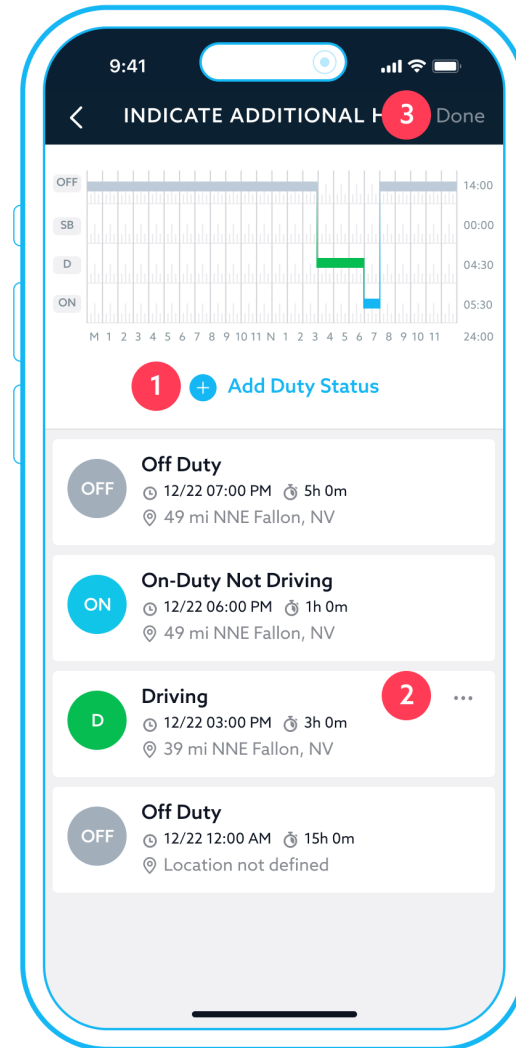 9:41
INDICATE ADDITIONAL H 3 Done
OFF 14:00
SB 00:00
D 04:30
ON 05:30
M 1 2 3 4 5 6 7 8 9 10 11 N 1 2 3 4 5 6 7 8 9 10 11 24:00
1 + Add Duty Status
Off Duty
OFF 12/22 07:00 PM 5h 0m
49 mi NNE Fallon, NV
On-Duty Not Driving
ON 12/22 06:00 PM 1h 0m
49 mi NNE Fallon, NV
Driving 2 ...
D 12/22 03:00 PM 3h 0m
39 mi NNE Fallon, NV
Off Duty
OFF 12/22 12:00 AM 15h 0m
Location not defined